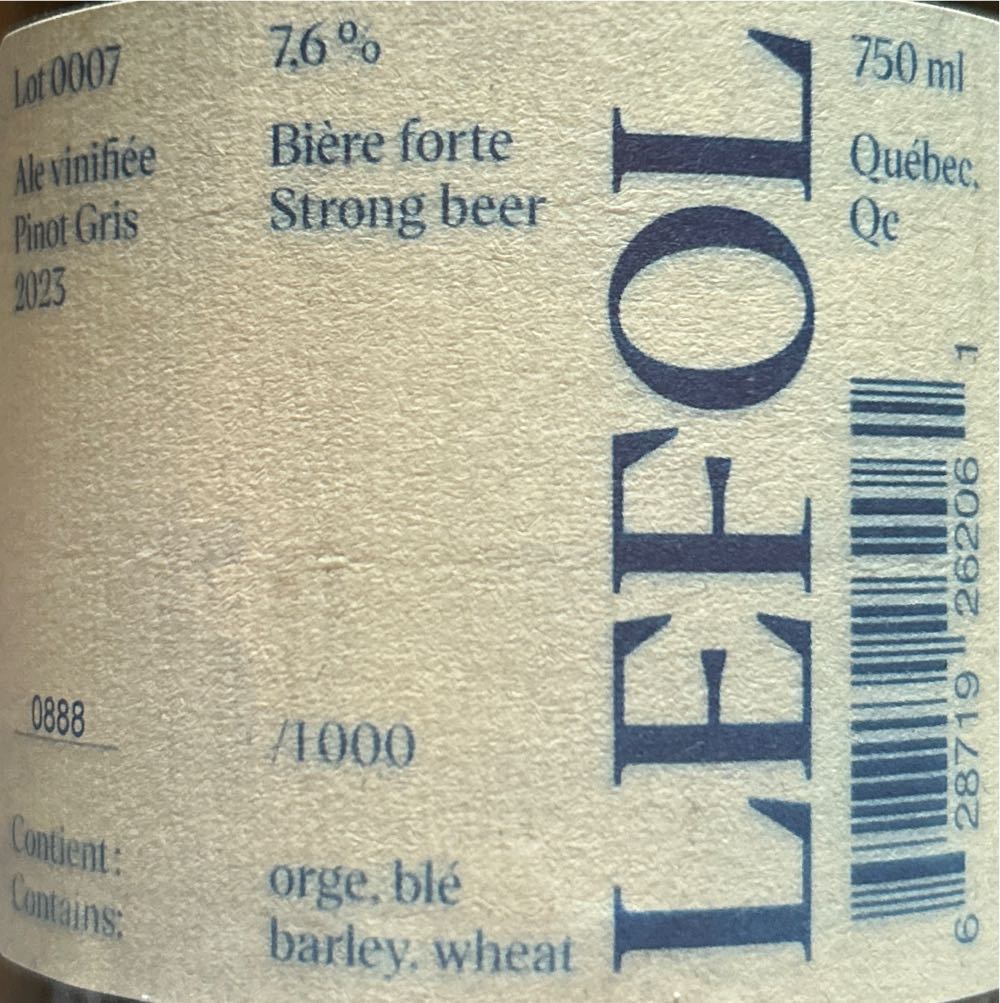 Lot 0007
Ale vinifiée
Pinot Gris
2023
0888
Contient :
Contains:
7,6 %
Bière forte
Strong beer
/1000
orge, blé
barley, wheat
LEFOL
750 ml
Québec,
Qc
6 28719 26206 1